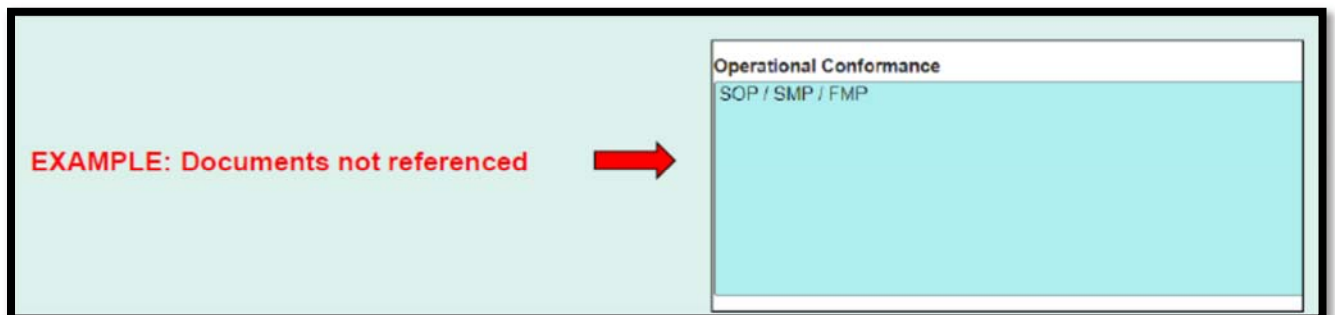 EXAMPLE: Documents not referenced
Operational Conformance
SOP / SMP / FMP